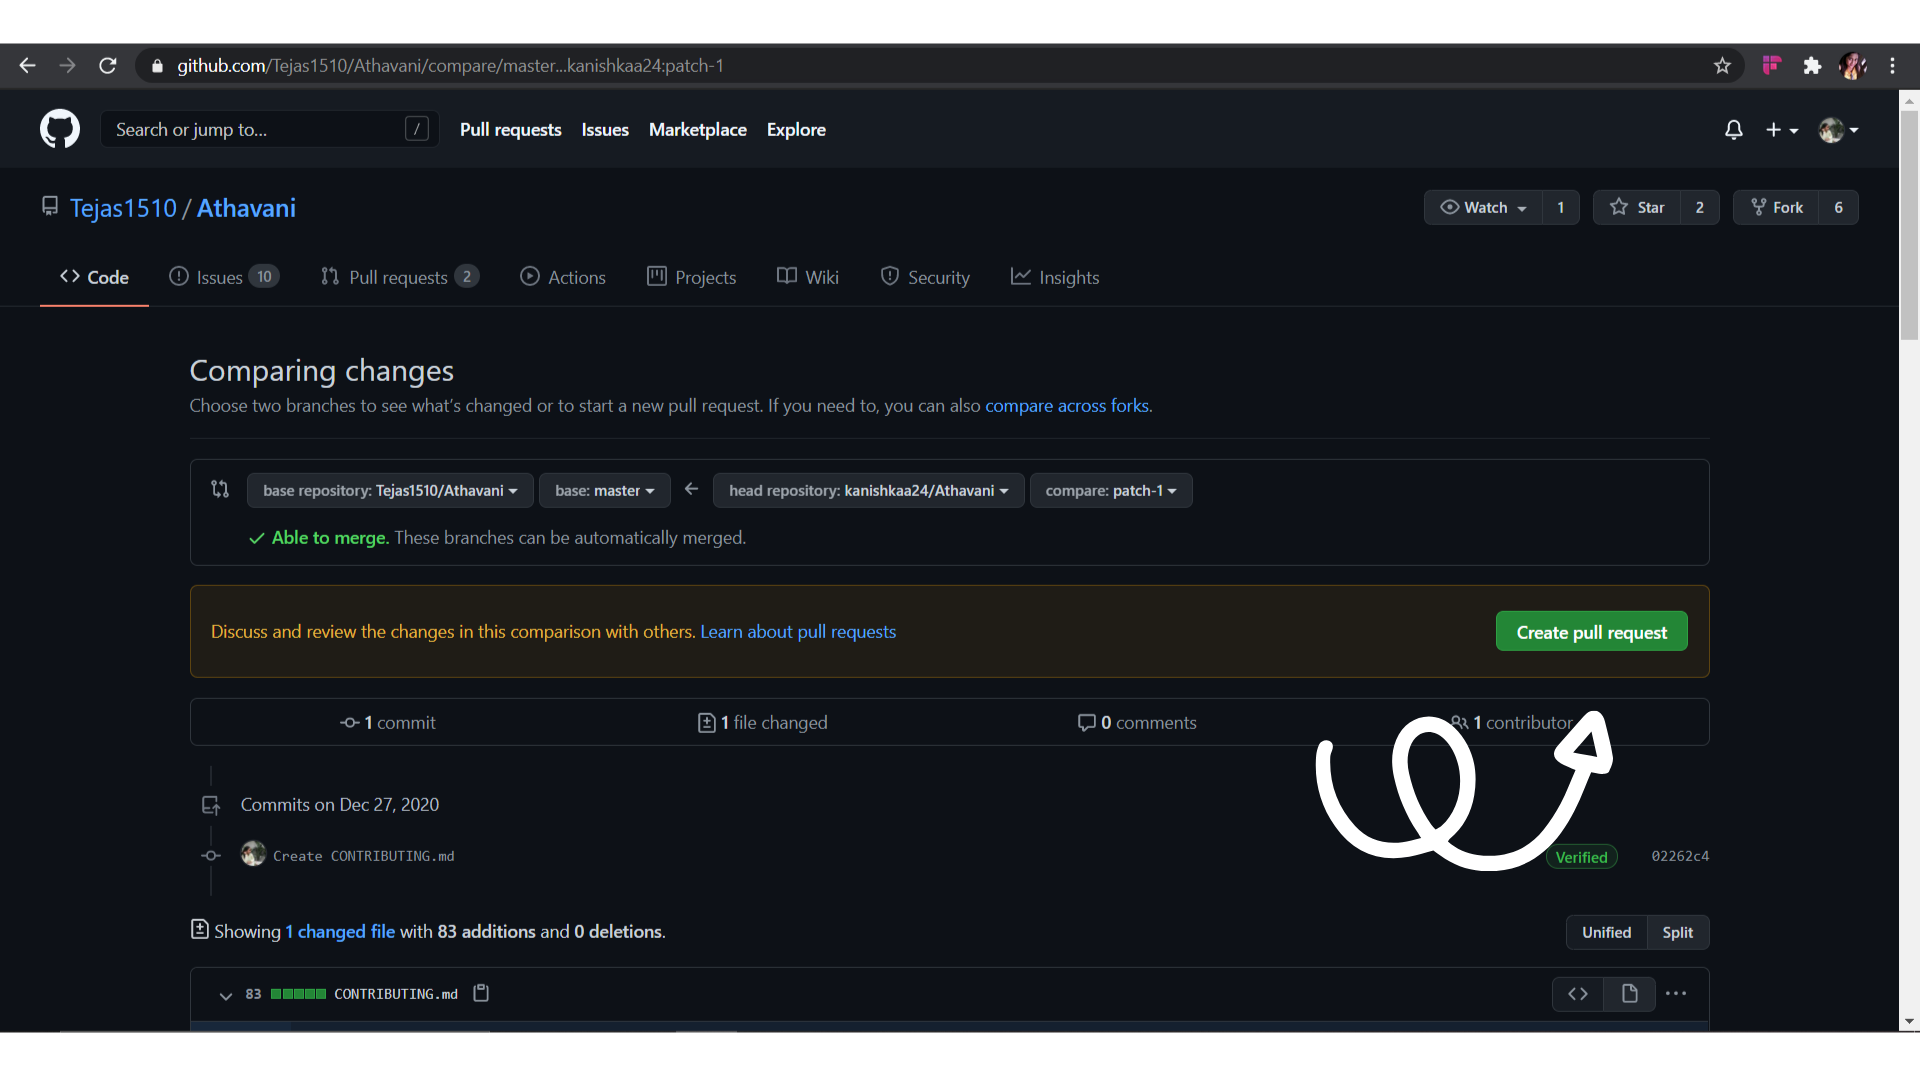 github.com/Tejas1510/Athavani/compare/master...kanishkaa24:patch-1
Search or jump to... /
Pull requests Issues Marketplace Explore
Tejas1510 / Athavani
Watch 1 Star 2 Fork 6
Code Issues 10 Pull requests 2 Actions Projects Wiki Security Insights
Comparing changes
Choose two branches to see what's changed or to start a new pull request. If you need to, you can also compare across forks.
base repository: Tejas1510/Athavani base: master head repository: kanishkaa24/Athavani compare: patch-1
Able to merge. These branches can be automatically merged.
Discuss and review the changes in this comparison with others. Learn about pull requests
Create pull request
1 commit 1 file changed 0 comments 1 contributor
Commits on Dec 27, 2020
Create CONTRIBUTING.md Verified 02262c4
Showing 1 changed file with 83 additions and 0 deletions.
Unified Split
83 CONTRIBUTING.md